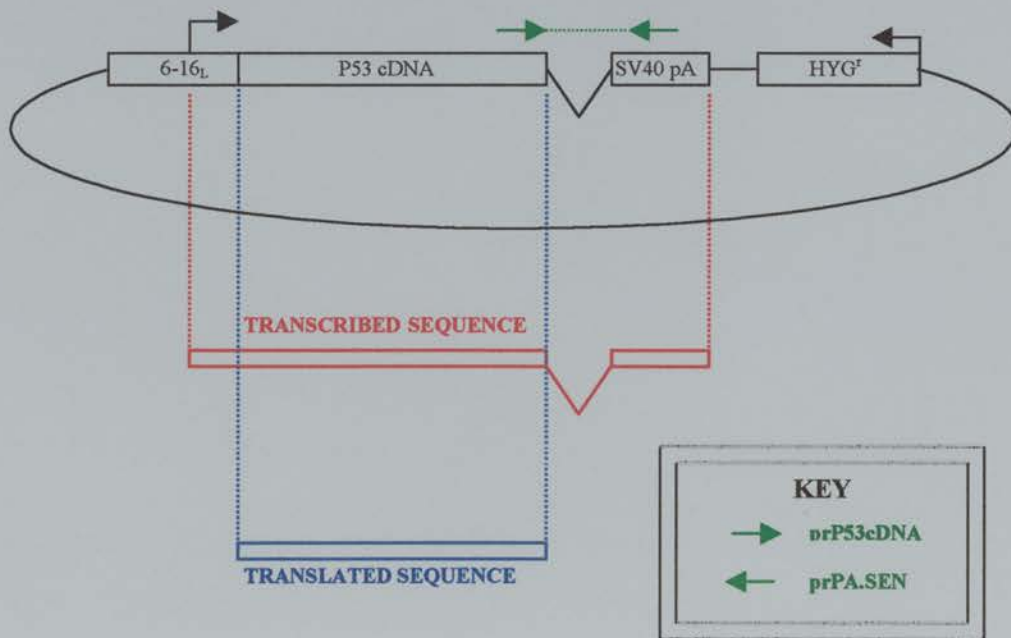 6-16L P53 cDNA SV40 pA HYGr
TRANSCRIBED SEQUENCE
TRANSLATED SEQUENCE
KEY
prP53cDNA
prPA.SEN